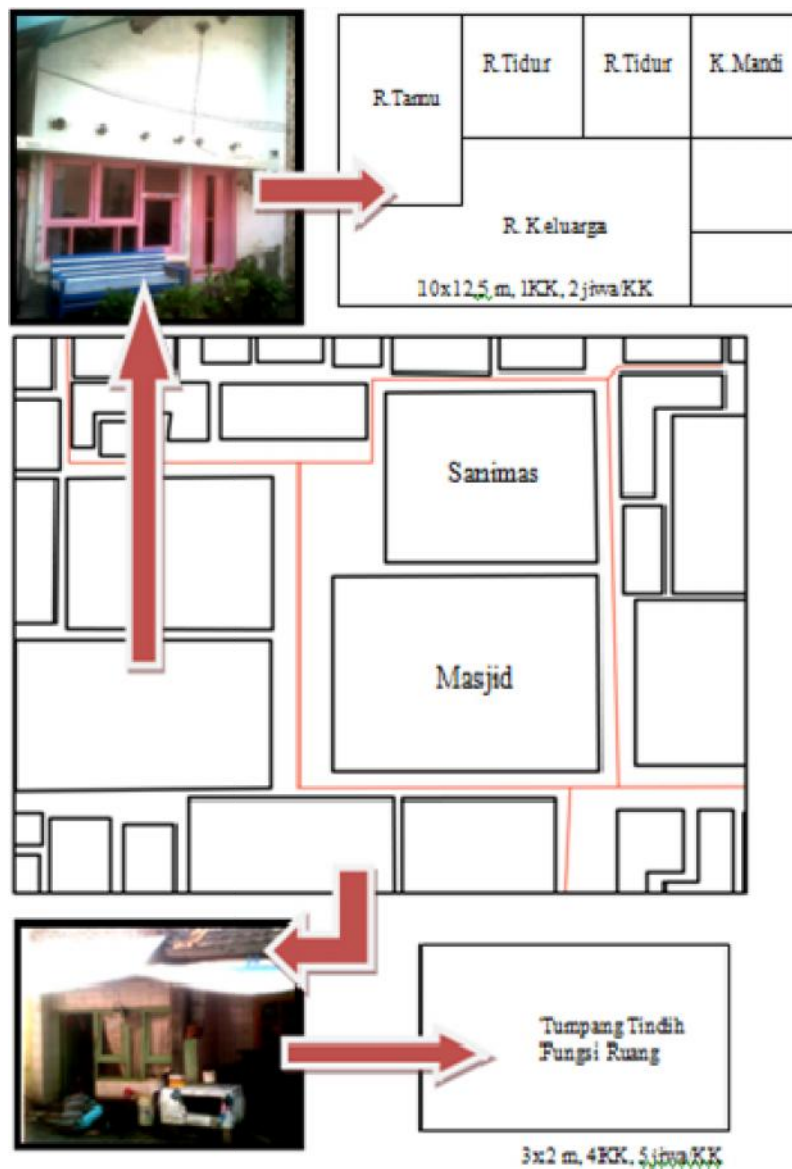 R.Tamu
R.Tidur
R.Tidur
K.Mandi
R. Keluarga
10x12,5 m, 1KK, 2 jiwa/KK
Sanimas
Masjid
Tumpang Tindih
Fungsi Ruang
3x2 m, 4KK, 5 jiwa/KK